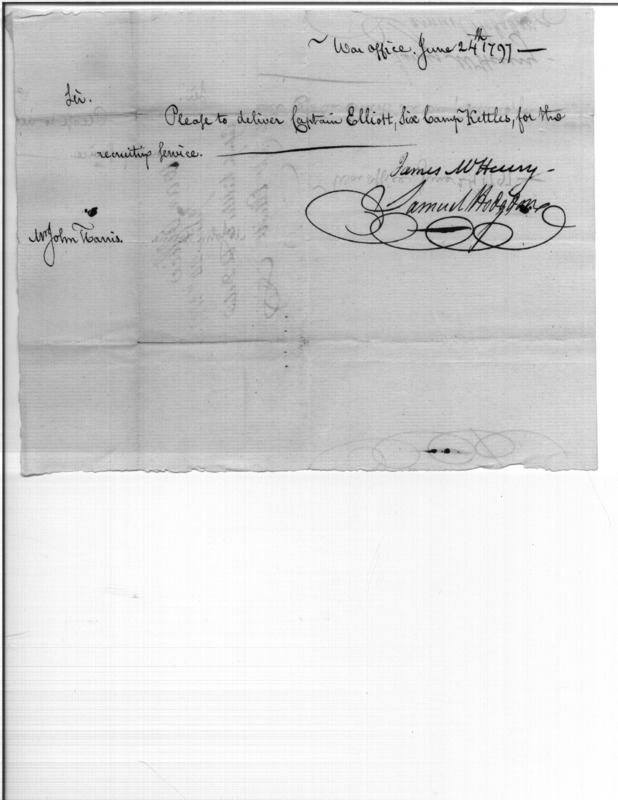 ~ War office. June 24th 1797 —
Sir.
Please to deliver Captain Elliott, Six Camp Kettles, for the
recruiting Service.
James McHenry.
Samuel Hodgdon
Mr. John Harris.